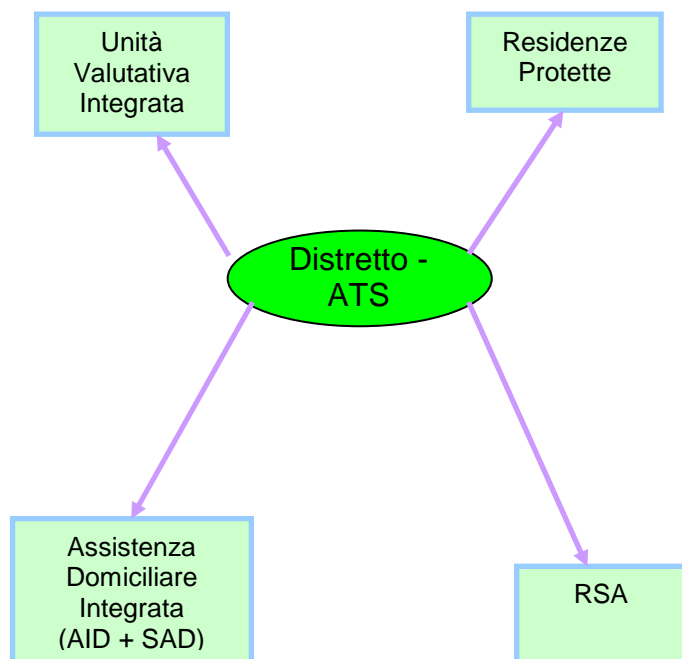 Unità
Valutativa
Integrata
Residenze
Protette
Distretto -
ATS
Assistenza
Domiciliare
Integrata
(AID + SAD)
RSA